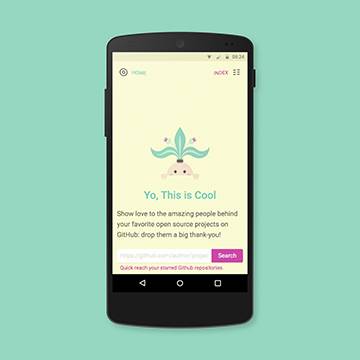 08:24
HOME INDEX
Yo, This is Cool
Show love to the amazing people behind
your favorite open source projects on
GitHub: drop them a big thank-you!
https://github.com/author/projec Search
Quick reach your starred Github repositories.